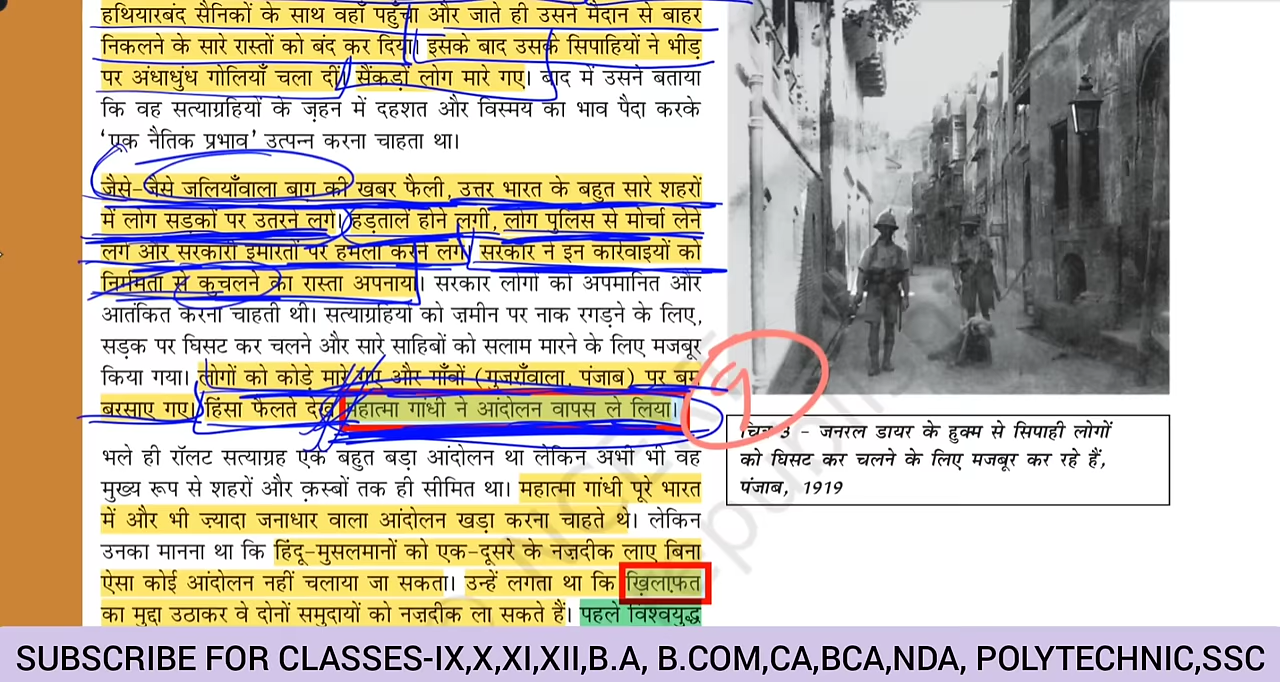 हथियारबंद सैनिकों के साथ वहाँ पहुँचा और जाते ही उसने मैदान से बाहर
निकलने के सारे रास्तों को बंद कर दिया। इसके बाद उसके सिपाहियों ने भीड़
पर अंधाधुंध गोलियाँ चला दीं। सैंकड़ों लोग मारे गए। बाद में उसने बताया
कि वह सत्याग्रहियों के ज़हन में दहशत और विस्मय का भाव पैदा करके
‘एक नैतिक प्रभाव’ उत्पन्न करना चाहता था।
जैसे-जैसे जलियाँवाला बाग की खबर फैली, उत्तर भारत के बहुत सारे शहरों
में लोग सड़कों पर उतरने लगे। हड़तालें होने लगीं, लोग पुलिस से मोर्चा लेने
लगे और सरकारी इमारतों पर हमला करने लगे। सरकार ने इन कार्रवाइयों को
निर्ममता से कुचलने का रास्ता अपनाया। सरकार लोगों को अपमानित और
आतंकित करना चाहती थी। सत्याग्रहियों को ज़मीन पर नाक रगड़ने के लिए,
सड़क पर घिसट कर चलने और सारे साहिबों को सलाम मारने के लिए मजबूर
किया गया। लोगों को कोड़े मारे गए और गाँवों (गुजराँवाला, पंजाब) पर बम
बरसाए गए। हिंसा फैलते देख महात्मा गांधी ने आंदोलन वापस ले लिया।
भले ही रॉलट सत्याग्रह एक बहुत बड़ा आंदोलन था लेकिन अभी भी वह
मुख्य रूप से शहरों और क़स्बों तक ही सीमित था। महात्मा गांधी पूरे भारत
में और भी ज़्यादा जनाधार वाला आंदोलन खड़ा करना चाहते थे। लेकिन
उनका मानना था कि हिंदू-मुसलमानों को एक-दूसरे के नज़दीक लाए बिना
ऐसा कोई आंदोलन नहीं चलाया जा सकता। उन्हें लगता था कि ख़िलाफ़त
का मुद्दा उठाकर वे दोनों समुदायों को नज़दीक ला सकते हैं। पहले विश्वयुद्ध
चित्र 3 – जनरल डायर के हुक्म से सिपाही लोगों
को घिसट कर चलने के लिए मजबूर कर रहे हैं,
पंजाब, 1919
SUBSCRIBE FOR CLASSES-IX,X,XI,XII,B.A, B.COM,CA,BCA,NDA, POLYTECHNIC,SSC